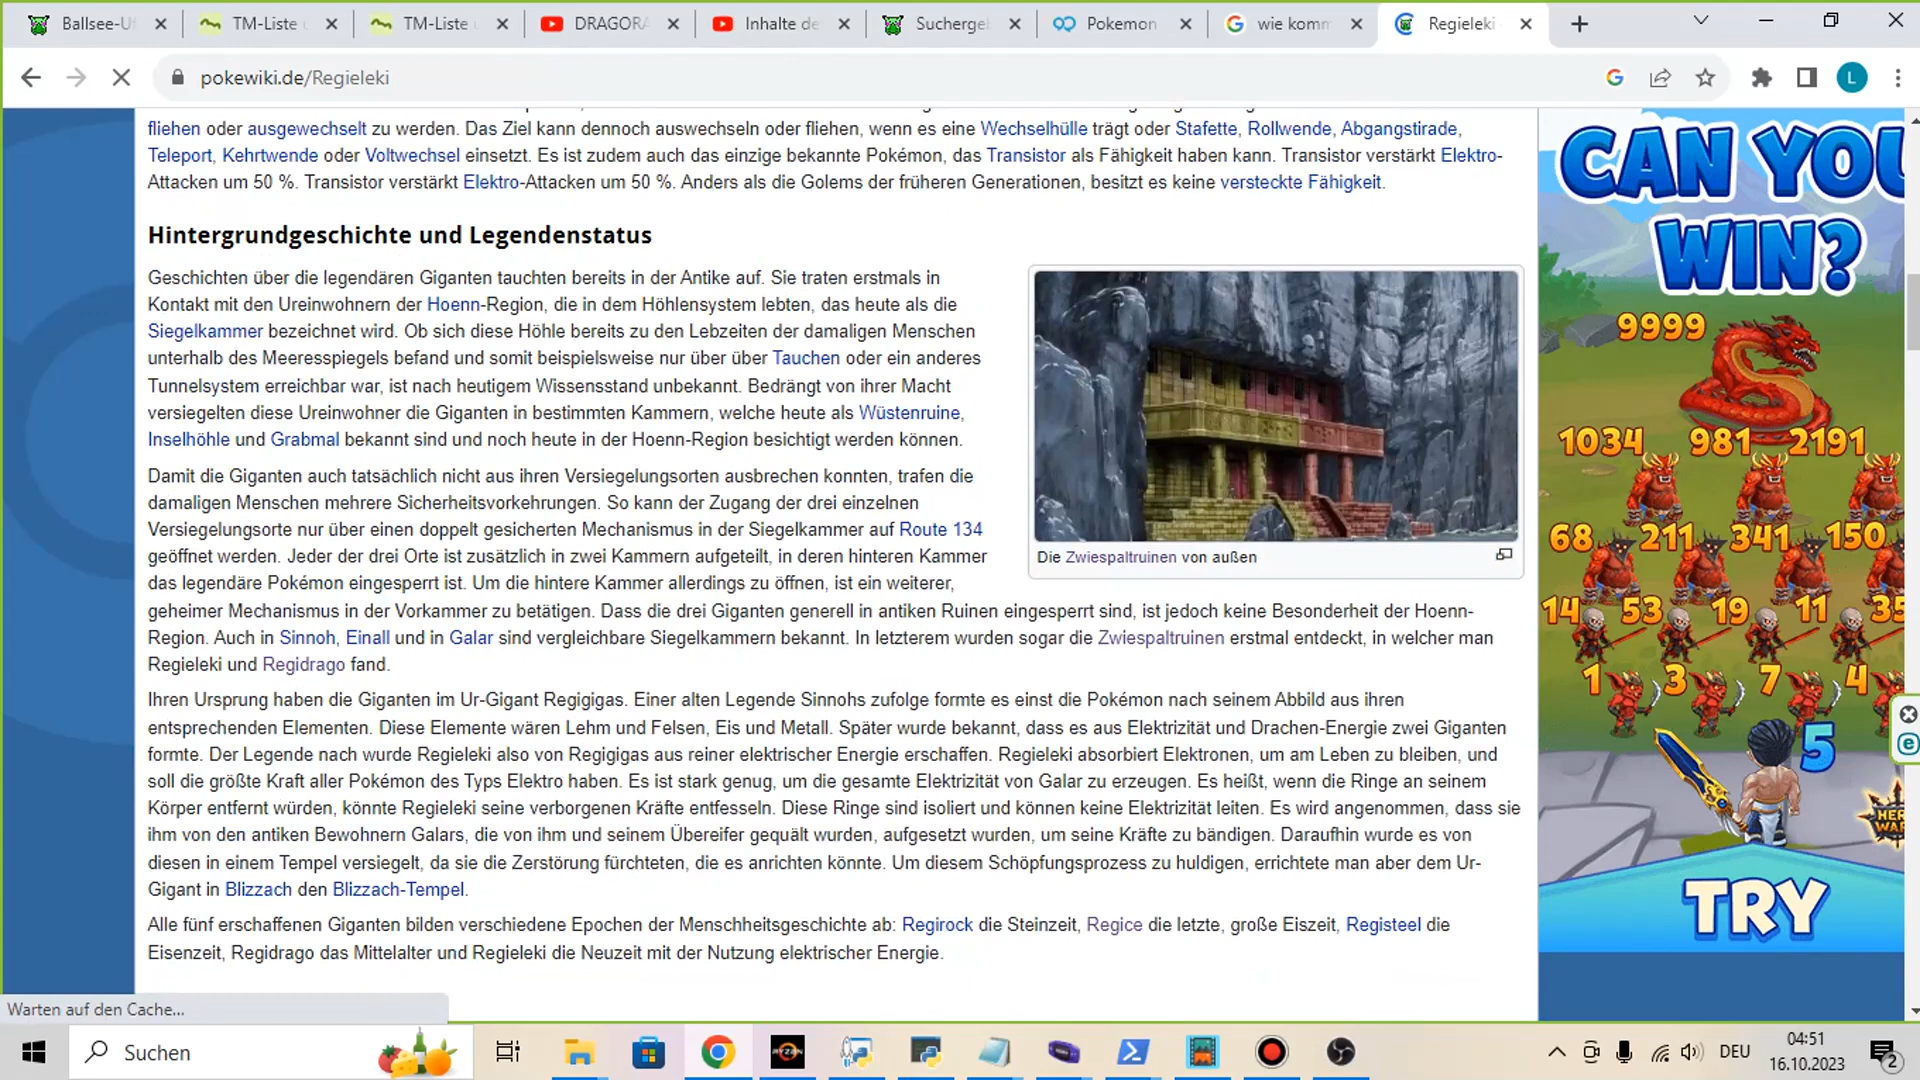 Ballsee-U
TM-Liste
TM-Liste
DRAGORA
Inhalte de
Suchergeb
Pokemon
wie komm
Regieleki
pokewiki.de/Regieleki
L
fliehen oder ausgewechselt zu werden. Das Ziel kann dennoch auswechseln oder fliehen, wenn es eine Wechselhülle trägt oder Stafette, Rollwende, Abgangstirade,
Teleport, Kehrtwende oder Voltwechsel einsetzt. Es ist zudem auch das einzige bekannte Pokémon, das Transistor als Fähigkeit haben kann. Transistor verstärkt Elektro-
Attacken um 50 %. Transistor verstärkt Elektro-Attacken um 50 %. Anders als die Golems der früheren Generationen, besitzt es keine versteckte Fähigkeit.
Hintergrundgeschichte und Legendenstatus
Geschichten über die legendären Giganten tauchten bereits in der Antike auf. Sie traten erstmals in
Kontakt mit den Ureinwohnern der Hoenn-Region, die in dem Höhlensystem lebten, das heute als die
Siegelkammer bezeichnet wird. Ob sich diese Höhle bereits zu den Lebzeiten der damaligen Menschen
unterhalb des Meeresspiegels befand und somit beispielsweise nur über über Tauchen oder ein anderes
Tunnelsystem erreichbar war, ist nach heutigem Wissensstand unbekannt. Bedrängt von ihrer Macht
versiegelten diese Ureinwohner die Giganten in bestimmten Kammern, welche heute als Wüstenruine,
Inselhöhle und Grabmal bekannt sind und noch heute in der Hoenn-Region besichtigt werden können.
Damit die Giganten auch tatsächlich nicht aus ihren Versiegelungsorten ausbrechen konnten, trafen die
damaligen Menschen mehrere Sicherheitsvorkehrungen. So kann der Zugang der drei einzelnen
Versiegelungsorte nur über einen doppelt gesicherten Mechanismus in der Siegelkammer auf Route 134
geöffnet werden. Jeder der drei Orte ist zusätzlich in zwei Kammern aufgeteilt, in deren hinteren Kammer
das legendäre Pokémon eingesperrt ist. Um die hintere Kammer allerdings zu öffnen, ist ein weiterer,
geheimer Mechanismus in der Vorkammer zu betätigen. Dass die drei Giganten generell in antiken Ruinen eingesperrt sind, ist jedoch keine Besonderheit der Hoenn-
Region. Auch in Sinnoh, Einall und in Galar sind vergleichbare Siegelkammern bekannt. In letzterem wurden sogar die Zwiespaltruinen erstmal entdeckt, in welcher man
Regieleki und Regidrago fand.
Die Zwiespaltruinen von außen
Ihren Ursprung haben die Giganten im Ur-Gigant Regigigas. Einer alten Legende Sinnohs zufolge formte es einst die Pokémon nach seinem Abbild aus ihren
entsprechenden Elementen. Diese Elemente wären Lehm und Felsen, Eis und Metall. Später wurde bekannt, dass es aus Elektrizität und Drachen-Energie zwei Giganten
formte. Der Legende nach wurde Regieleki also von Regigigas aus reiner elektrischer Energie erschaffen. Regieleki absorbiert Elektronen, um am Leben zu bleiben, und
soll die größte Kraft aller Pokémon des Typs Elektro haben. Es ist stark genug, um die gesamte Elektrizität von Galar zu erzeugen. Es heißt, wenn die Ringe an seinem
Körper entfernt würden, könnte Regieleki seine verborgenen Kräfte entfesseln. Diese Ringe sind isoliert und können keine Elektrizität leiten. Es wird angenommen, dass sie
ihm von den antiken Bewohnern Galars, die von ihm und seinem Übereifer gequält wurden, aufgesetzt wurden, um seine Kräfte zu bändigen. Daraufhin wurde es von
diesen in einem Tempel versiegelt, da sie die Zerstörung fürchteten, die es anrichten könnte. Um diesem Schöpfungsprozess zu huldigen, errichtete man aber dem Ur-
Gigant in Blizzach den Blizzach-Tempel.
Alle fünf erschaffenen Giganten bilden verschiedene Epochen der Menschheitsgeschichte ab: Regirock die Steinzeit, Regice die letzte, große Eiszeit, Registeel die
Eisenzeit, Regidrago das Mittelalter und Regieleki die Neuzeit mit der Nutzung elektrischer Energie.
CAN YOU
WIN?
9999
1034 981 2191
68 211 341 150
14 53 19 11 35
1 3 7 4
5
HER
WAR
TRY
Warten auf den Cache...
Suchen
RYZEN
DEU
04:51
16.10.2023
2